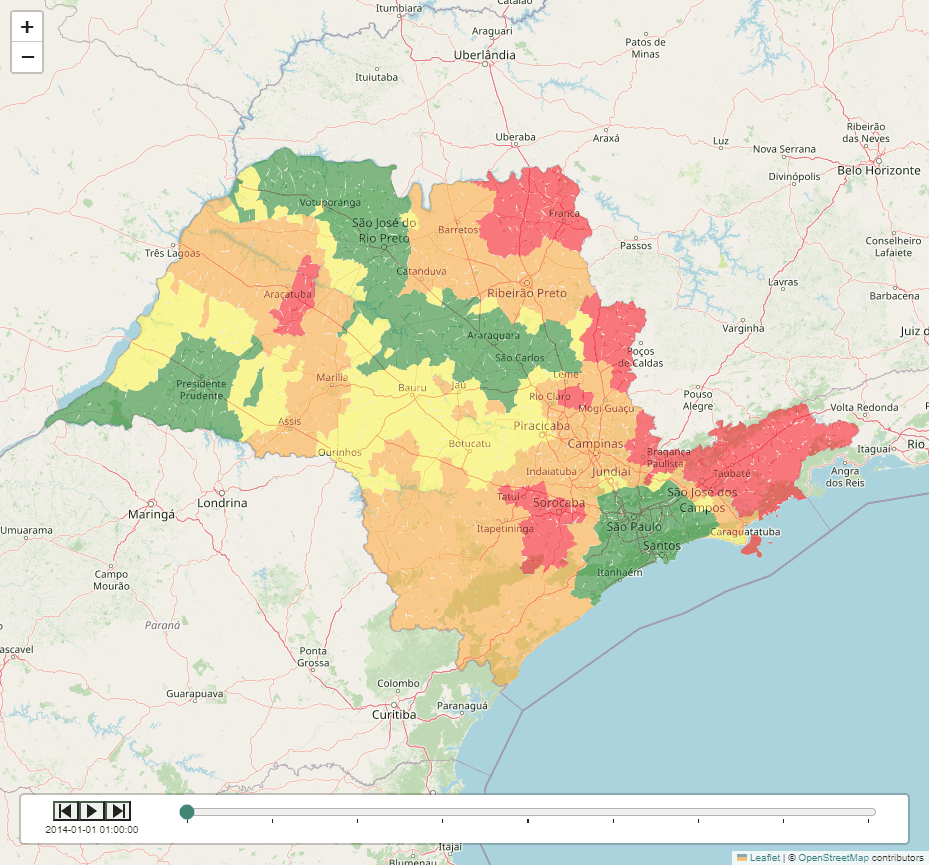 Catalão
Itumbiara
+
Araguari
Patos de
Minas
Uberlândia
−
Ituiutaba
Ribeirão
das Neves
Uberaba
Araxá
Luz
Nova Serrana
Belo Horizonte
Divinópolis
Votuporanga
Franca
São José do
Rio Preto
Barretos
Passos
Conselheiro
Lafaiete
Três Lagoas
Catanduva
Lavras
Araçatuba
Ribeirão Preto
Barbacena
Varginha
Juiz d
Araraquara
São Carlos
Poços
de Caldas
Leme
Marília
Presidente
Prudente
Bauru
Jaú
Rio Claro
Pouso
Alegre
Mogi Guaçu
Volta Redonda
Assis
Piracicaba
Botucatu
Campinas
Rio
Ourinhos
Bragança
Paulista
Itaguaí
Indaiatuba
Jundiaí
Taubaté
Angra
dos Reis
Londrina
Tatuí
Sorocaba
São José dos
Campos
Maringá
Umuarama
Itapetininga
São Paulo
Caraguatatuba
Santos
Itanhaém
Campo
Mourão
Paraná
ascavel
Ponta
Grossa
Colombo
Guarapuava
Paranaguá
Curitiba
2014-01-01 01:00:00
Itajaí
Blumenau
Leaflet | © OpenStreetMap contributors